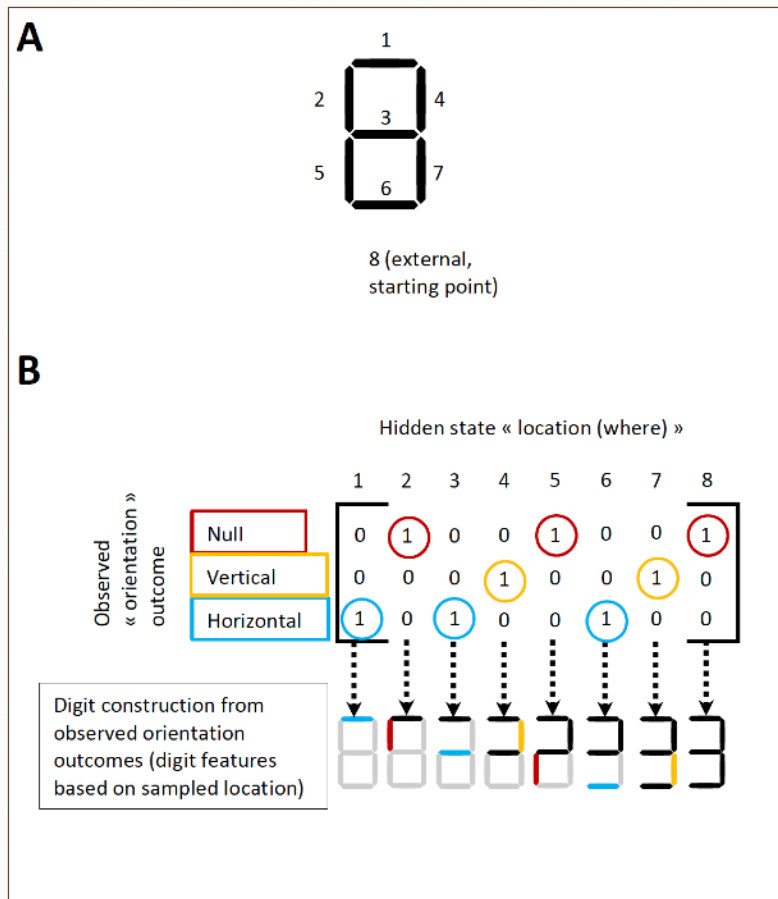 A
1
2
4
3
5
7
6
8 (external,
starting point)
B
Hidden state « location (where) »
1 2 3 4 5 6 7 8
Observed
« orientation »
outcome
Null 0 1 0 0 1 0 0 1
Vertical 0 0 0 1 0 0 1 0
Horizontal 1 0 1 0 0 1 0 0
Digit construction from
observed orientation
outcomes (digit features
based on sampled location)